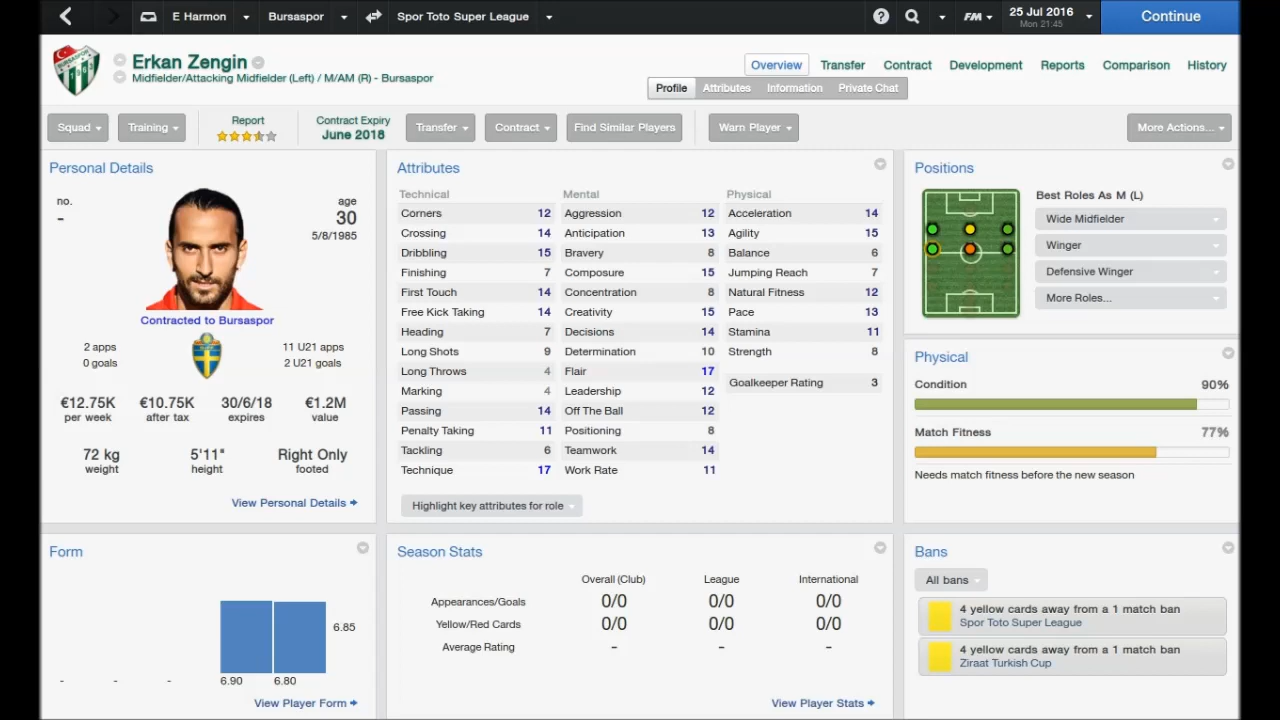 E Harmon
Bursaspor
Spor Toto Super League
?
FM
25 Jul 2016
Mon 21:45
Continue
Erkan Zengin
Midfielder/Attacking Midfielder (Left) / M/AM (R) - Bursaspor
Overview Transfer Contract Development Reports Comparison History
Profile Attributes Information Private Chat
Squad
Training
Report
Contract Expiry
June 2018
Transfer
Contract
Find Similar Players
Warn Player
More Actions...
Personal Details
no.
-
age
30
5/8/1985
Contracted to Bursaspor
2 apps
0 goals
11 U21 apps
2 U21 goals
€12.75K €10.75K 30/6/18 €1.2M
per week after tax expires value
72 kg 5'11" Right Only
weight height footed
View Personal Details
Attributes
Technical Mental Physical
Corners 12 Aggression 12 Acceleration 14
Crossing 14 Anticipation 13 Agility 15
Dribbling 15 Bravery 8 Balance 6
Finishing 7 Composure 15 Jumping Reach 7
First Touch 14 Concentration 8 Natural Fitness 12
Free Kick Taking 14 Creativity 15 Pace 13
Heading 7 Decisions 14 Stamina 11
Long Shots 9 Determination 10 Strength 8
Long Throws 4 Flair 17
Goalkeeper Rating 3
Marking 4 Leadership 12
Passing 14 Off The Ball 12
Penalty Taking 11 Positioning 8
Tackling 6 Teamwork 14
Technique 17 Work Rate 11
Highlight key attributes for role
Positions
Best Roles As M (L)
Wide Midfielder
Winger
Defensive Winger
More Roles...
Physical
Condition 90%
Match Fitness 77%
Needs match fitness before the new season
Form
6.85
- - - 6.90 6.80
View Player Form
Season Stats
Overall (Club) League International
Appearances/Goals 0/0 0/0 0/0
Yellow/Red Cards 0/0 0/0 0/0
Average Rating - - -
View Player Stats
Bans
All bans
4 yellow cards away from a 1 match ban
Spor Toto Super League
4 yellow cards away from a 1 match ban
Ziraat Turkish Cup